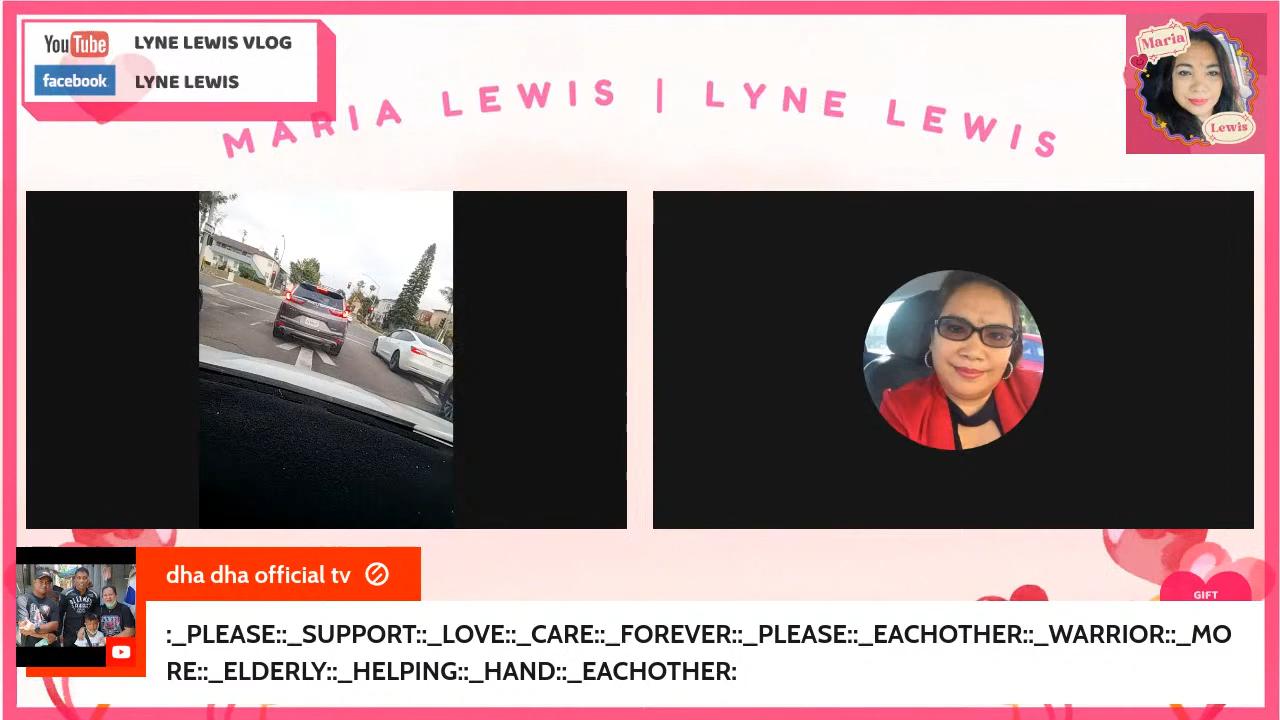 YouTube LYNE LEWIS VLOG
facebook LYNE LEWIS
MARIA LEWIS | LYNE LEWIS
Maria
Lewis
dha dha official tv
GIFT
:_PLEASE::_SUPPORT::_LOVE::_CARE::_FOREVER::_PLEASE::_EACHOTHER::_WARRIOR::_MO
RE::_ELDERLY::_HELPING::_HAND::_EACHOTHER: